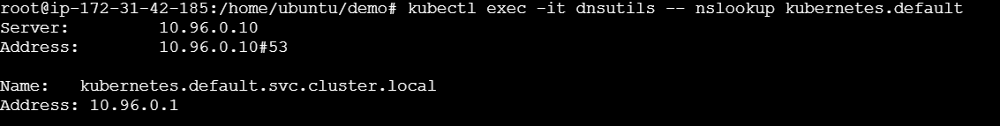 root@ip-172-31-42-185:/home/ubuntu/demo# kubectl exec -it dnsutils -- nslookup kubernetes.default
Server:         10.96.0.10
Address:        10.96.0.10#53

Name:   kubernetes.default.svc.cluster.local
Address: 10.96.0.1